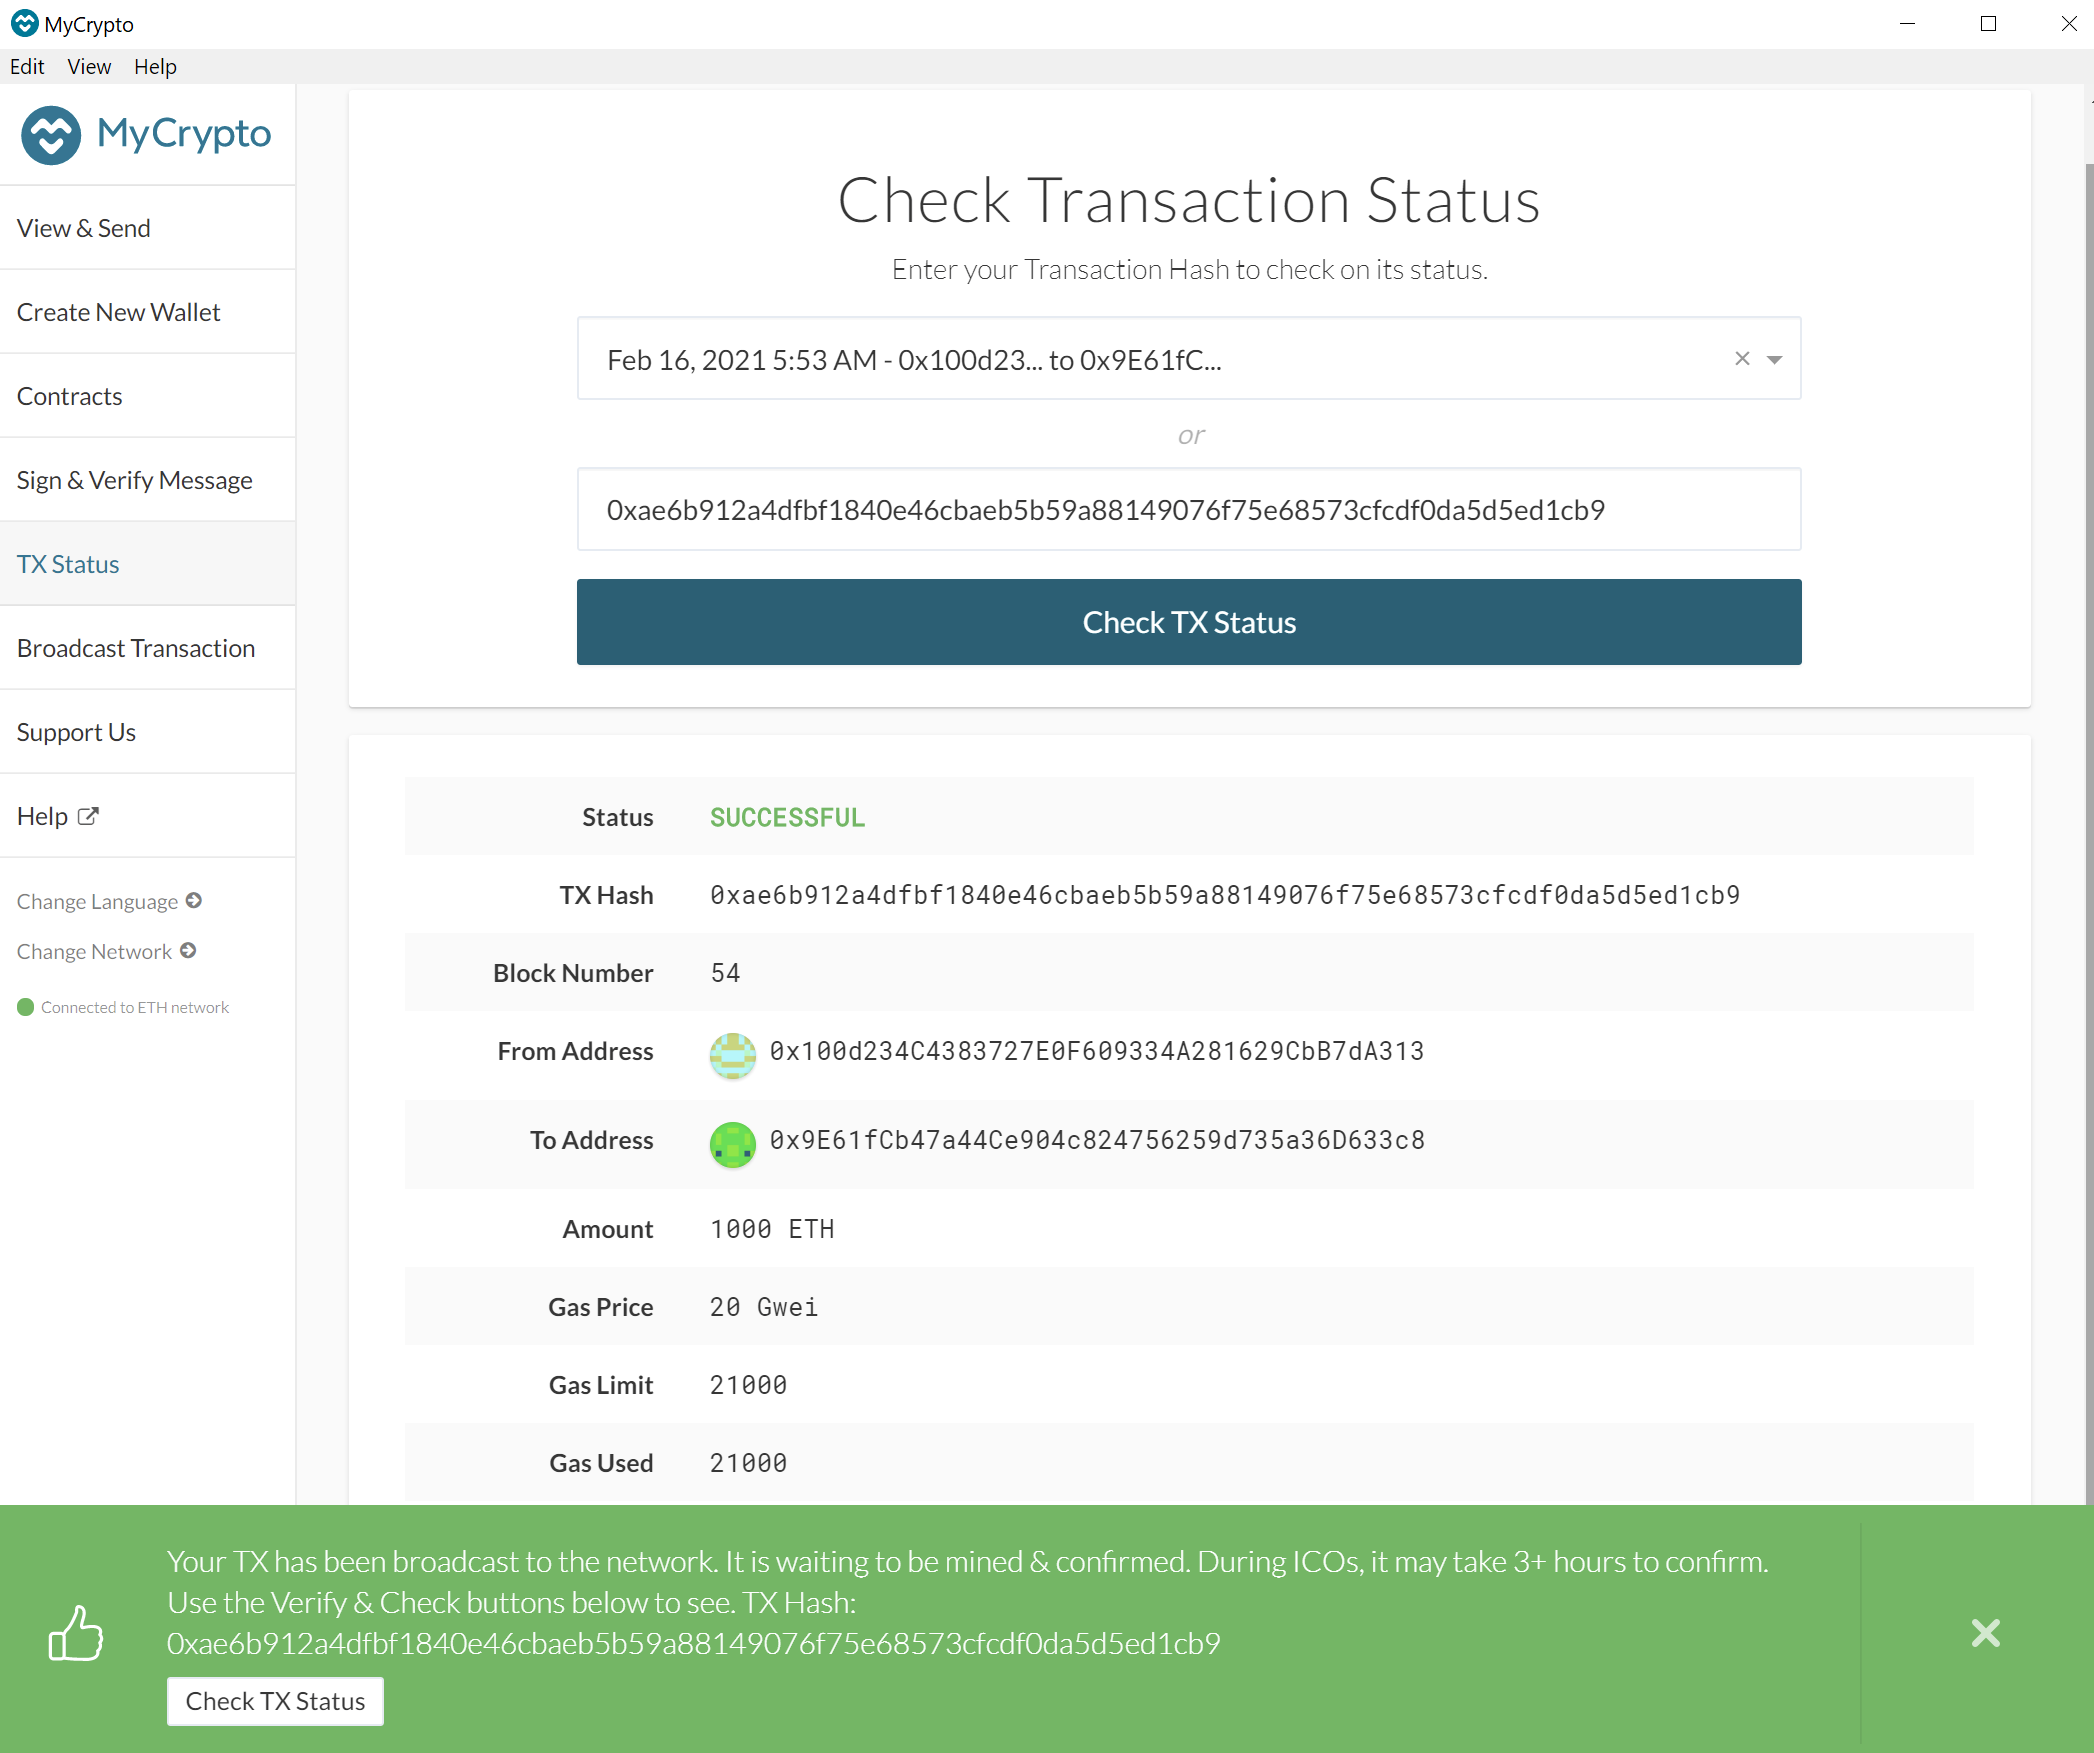 MyCrypto
Edit View Help
MyCrypto
View & Send
Create New Wallet
Contracts
Sign & Verify Message
TX Status
Broadcast Transaction
Support Us
Help
Change Language
Change Network
Connected to ETH network
Check Transaction Status
Enter your Transaction Hash to check on its status.
Feb 16, 2021 5:53 AM - 0x100d23... to 0x9E61fC...
or
0xae6b912a4dfbf1840e46cbaeb5b59a88149076f75e68573cfcdf0da5d5ed1cb9
Check TX Status
Status SUCCESSFUL
TX Hash 0xae6b912a4dfbf1840e46cbaeb5b59a88149076f75e68573cfcdf0da5d5ed1cb9
Block Number 54
From Address 0x100d234C4383727E0F609334A281629CbB7dA313
To Address 0x9E61fCb47a44Ce904c824756259d735a36D633c8
Amount 1000 ETH
Gas Price 20 Gwei
Gas Limit 21000
Gas Used 21000
Your TX has been broadcast to the network. It is waiting to be mined & confirmed. During ICOs, it may take 3+ hours to confirm.
Use the Verify & Check buttons below to see. TX Hash:
0xae6b912a4dfbf1840e46cbaeb5b59a88149076f75e68573cfcdf0da5d5ed1cb9
Check TX Status